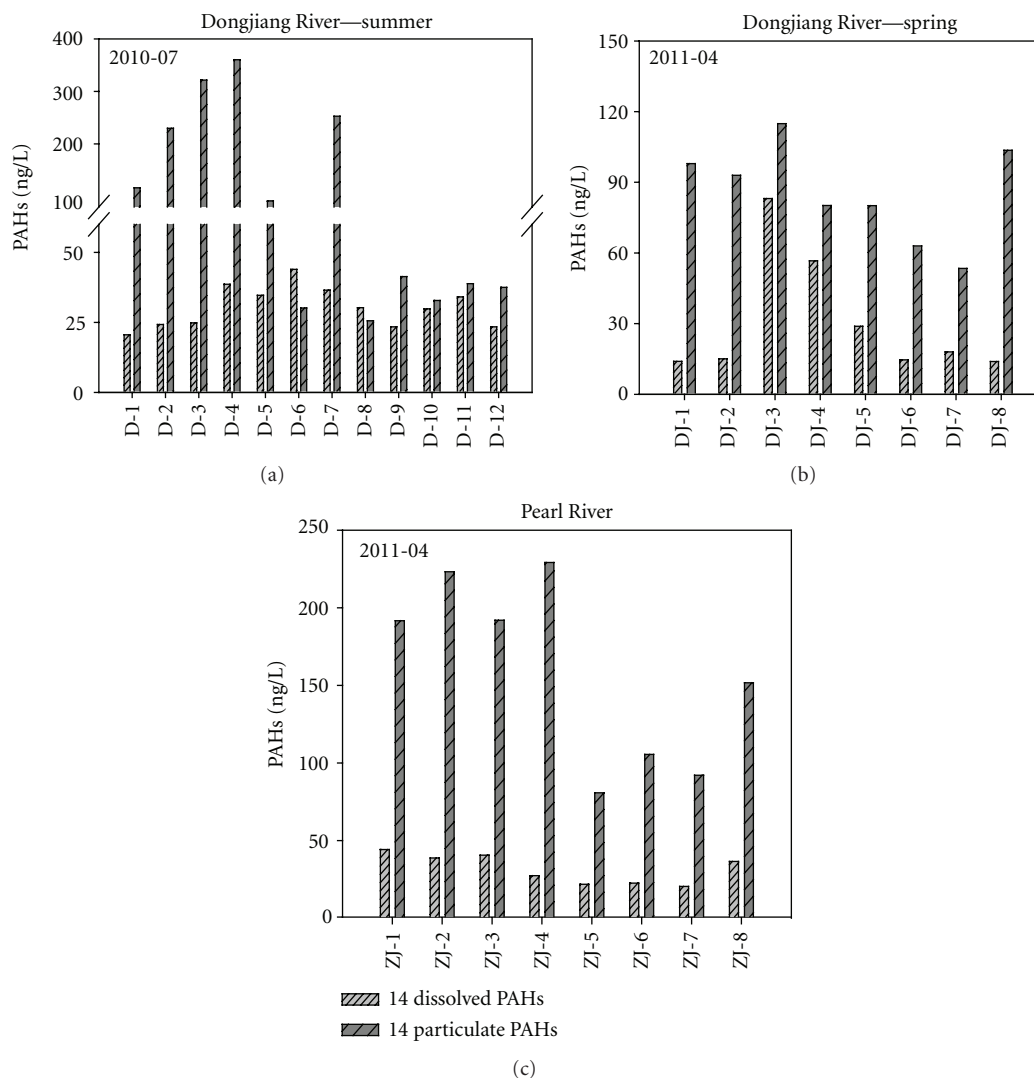 Dongjiang River—summer
2010-07
PAHs (ng/L)
400
300
200
100
50
25
0
D-1
D-2
D-3
D-4
D-5
D-6
D-7
D-8
D-9
D-10
D-11
D-12
(a)
Dongjiang River—spring
2011-04
PAHs (ng/L)
150
120
90
60
30
0
DJ-1
DJ-2
DJ-3
DJ-4
DJ-5
DJ-6
DJ-7
DJ-8
(b)
Pearl River
2011-04
PAHs (ng/L)
250
200
150
100
50
0
ZJ-1
ZJ-2
ZJ-3
ZJ-4
ZJ-5
ZJ-6
ZJ-7
ZJ-8
14 dissolved PAHs
14 particulate PAHs
(c)